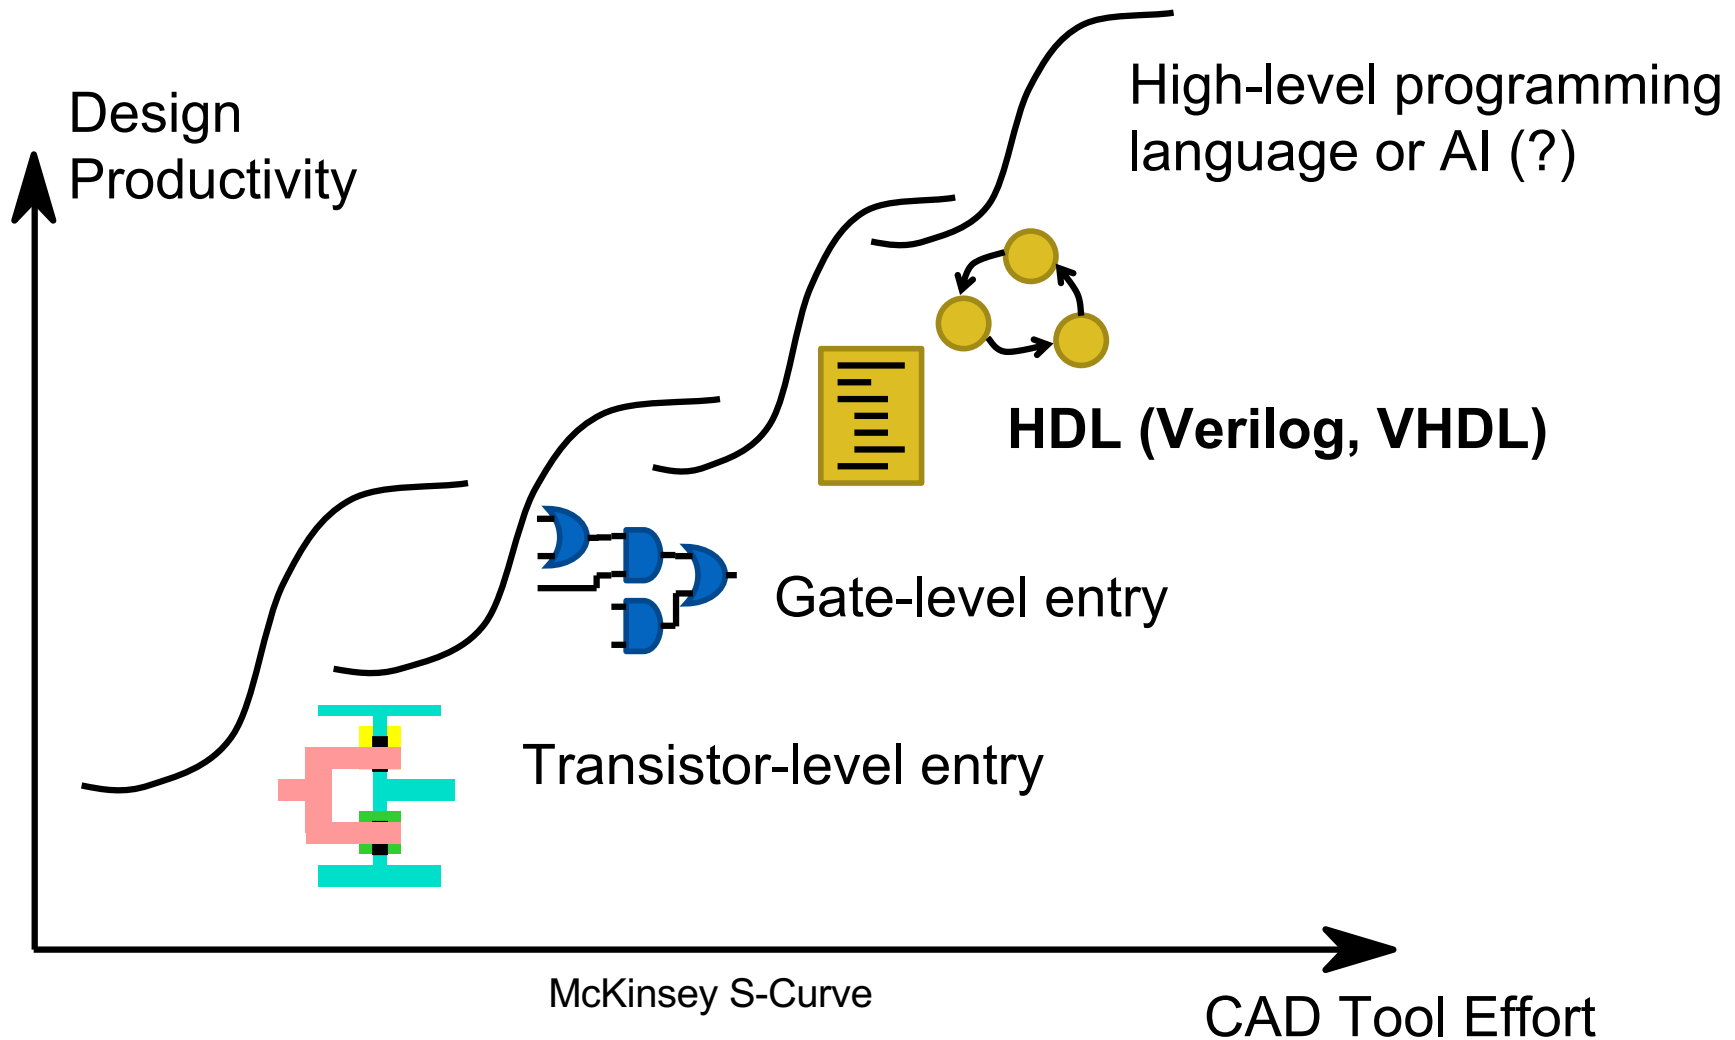 Design
Productivity
High-level programming
language or AI (?)
HDL (Verilog, VHDL)
Gate-level entry
Transistor-level entry
McKinsey S-Curve
CAD Tool Effort